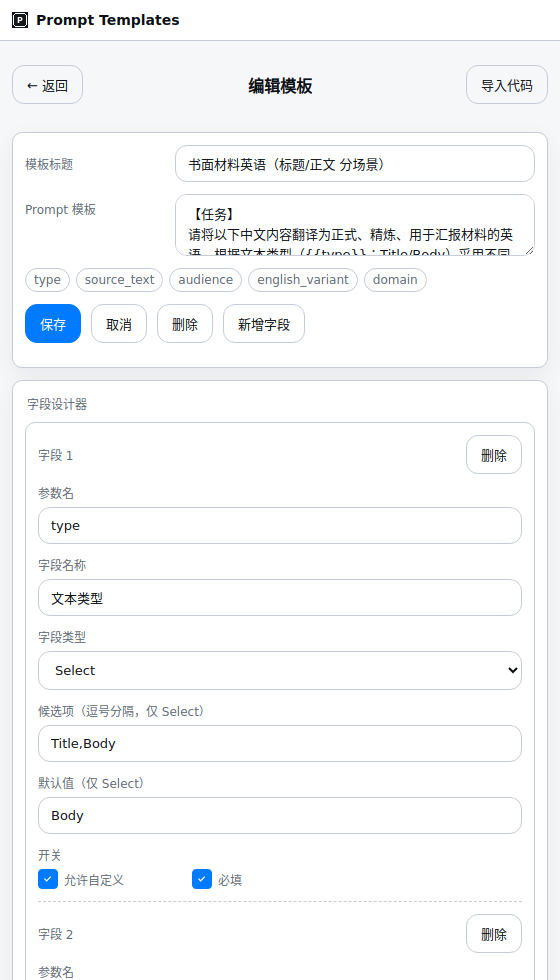 P Prompt Templates
← 返回
编辑模板
导入代码
模板标题
书面材料英语（标题/正文 分场景）
Prompt 模板
【任务】
请将以下中文内容翻译为正式、精炼、用于汇报材料的英
语。根据文本类型（{{type}}：Title/Body）采用不同
type source_text audience english_variant domain
保存 取消 删除 新增字段
字段设计器
字段 1
删除
参数名
type
字段名称
文本类型
字段类型
Select
候选项（逗号分隔，仅 Select）
Title,Body
默认值（仅 Select）
Body
开关
允许自定义 必填
字段 2
删除
参数名